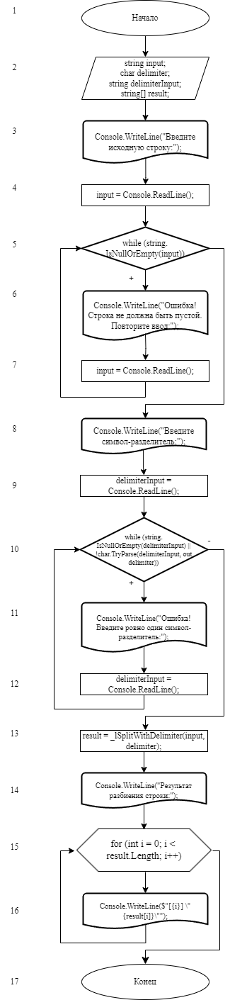 1
Начало
2
string input;
char delimiter;
string delimiterInput;
string[] result;
3
Console.WriteLine("Введите
исходную строку:");
4
input = Console.ReadLine();
5
while (string.
IsNullOrEmpty(input))
+
6
Console.WriteLine("Ошибка!
Строка не должна быть пустой.
Повторите ввод:");
7
input = Console.ReadLine();
8
Console.WriteLine("Введите
символ-разделитель:");
9
delimiterInput =
Console.ReadLine();
10
while (string.
IsNullOrEmpty(delimiterInput) ||
!char.TryParse(delimiterInput, out
delimiter))
-
+
11
Console.WriteLine("Ошибка!
Введите ровно один символ-
разделитель:");
12
delimiterInput =
Console.ReadLine();
13
result = _lSplitWithDelimiter(input,
delimiter);
14
Console.WriteLine("Результат
разбиения строки:");
15
for (int i = 0; i <
result.Length; i++)
16
Console.WriteLine($"[{i}] \"
{result[i]}\"");
17
Конец